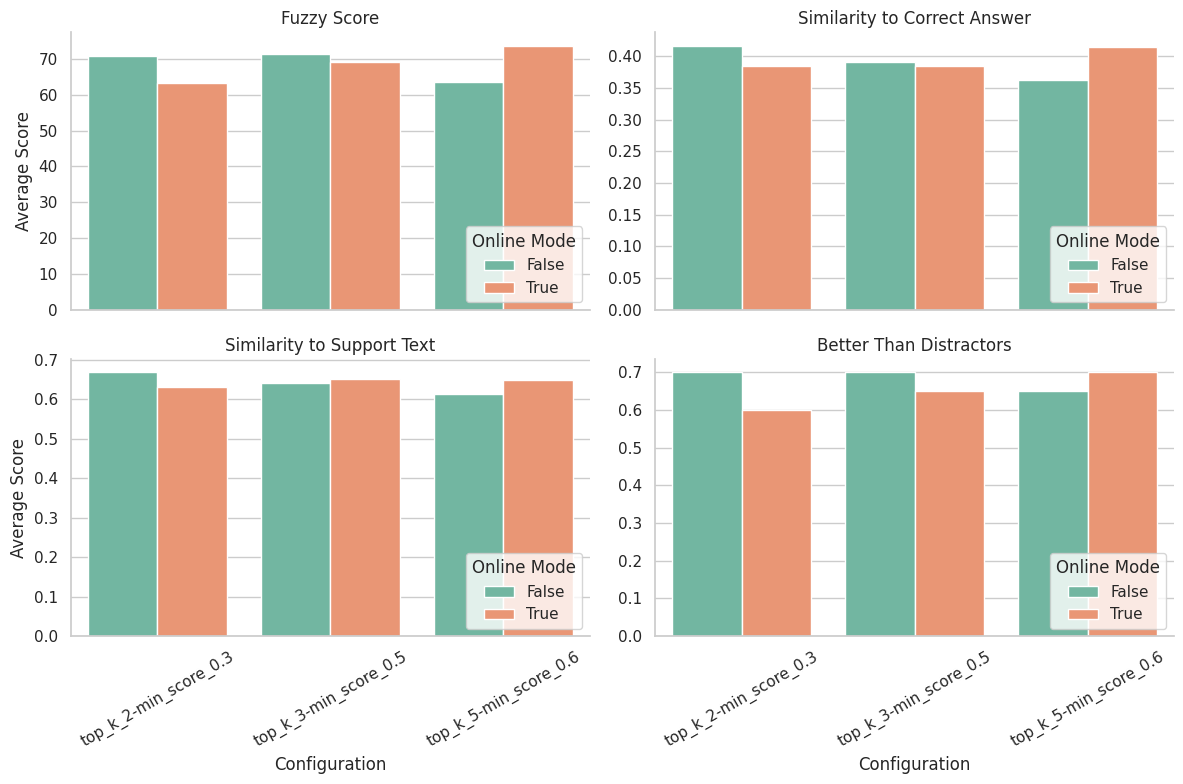 Fuzzy Score
Average Score
70
60
50
40
30
20
10
0
Online Mode
False
True
Similarity to Correct Answer
0.40
0.35
0.30
0.25
0.20
0.15
0.10
0.05
0.00
Online Mode
False
True
Similarity to Support Text
Average Score
0.7
0.6
0.5
0.4
0.3
0.2
0.1
0.0
Online Mode
False
True
top_k_2-min_score_0.3
top_k_3-min_score_0.5
top_k_5-min_score_0.6
Configuration
Better Than Distractors
0.7
0.6
0.5
0.4
0.3
0.2
0.1
0.0
Online Mode
False
True
top_k_2-min_score_0.3
top_k_3-min_score_0.5
top_k_5-min_score_0.6
Configuration